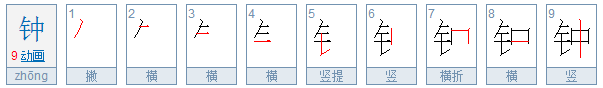 钟 1 2 3 4 5 6 7 8 9
9 动画
zhōng 撇 横 横 横 竖提 竖 横折 横 竖